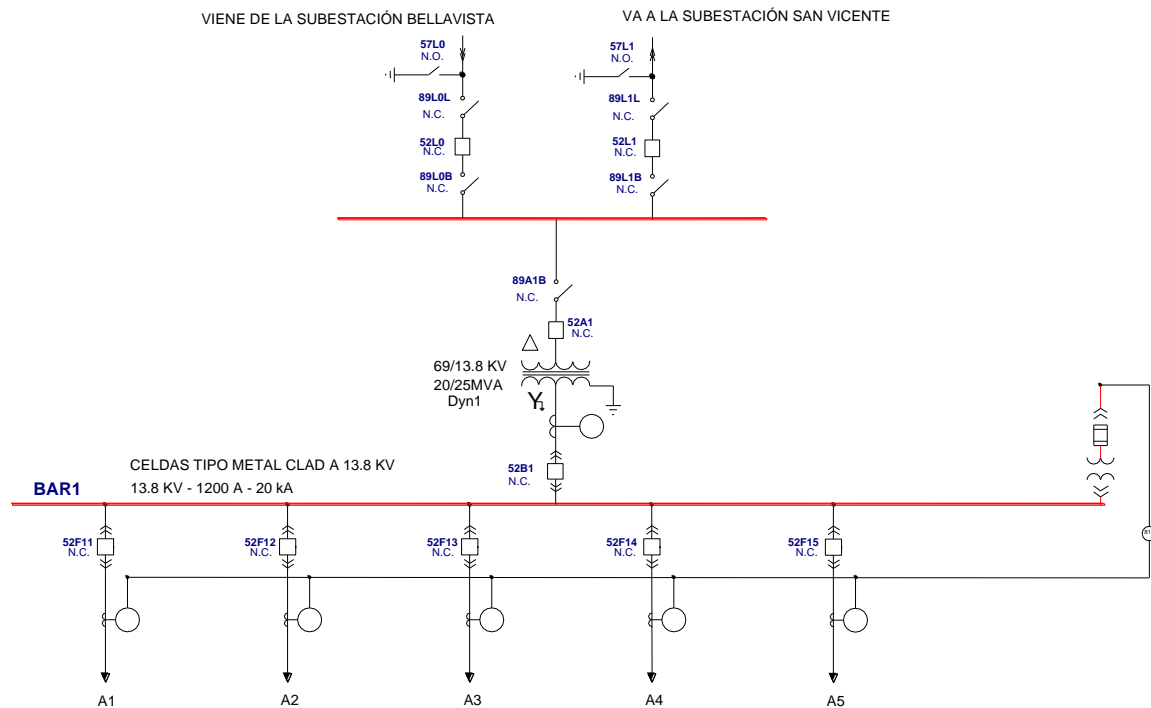 VIENE DE LA SUBESTACIÓN BELLAVISTA
VA A LA SUBESTACIÓN SAN VICENTE
57L0
N.O.
57L1
N.O.
89L0L
N.C.
89L1L
N.C.
52L0
N.C.
52L1
N.C.
89L0B
N.C.
89L1B
N.C.
89A1B
N.C.
52A1
N.C.
69/13.8 KV
20/25MVA
Dyn1
Y
52B1
N.C.
CELDAS TIPO METAL CLAD A 13.8 KV
BAR1
13.8 KV - 1200 A - 20 kA
52F11
N.C.
52F12
N.C.
52F13
N.C.
52F14
N.C.
52F15
N.C.
A1
A2
A3
A4
A5